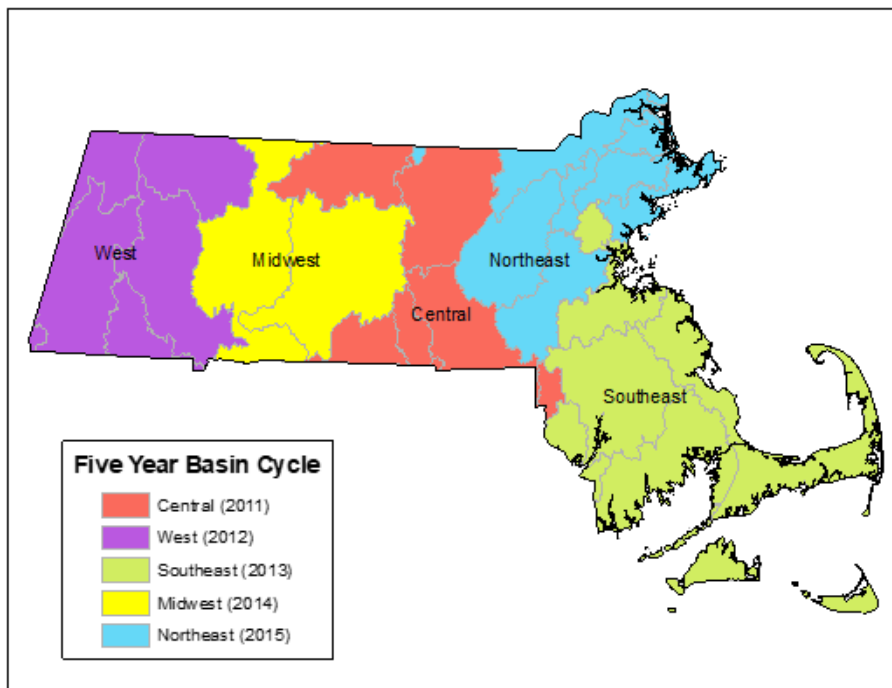 West
Midwest
Northeast
Central
Southeast
Five Year Basin Cycle
Central (2011)
West (2012)
Southeast (2013)
Midwest (2014)
Northeast (2015)